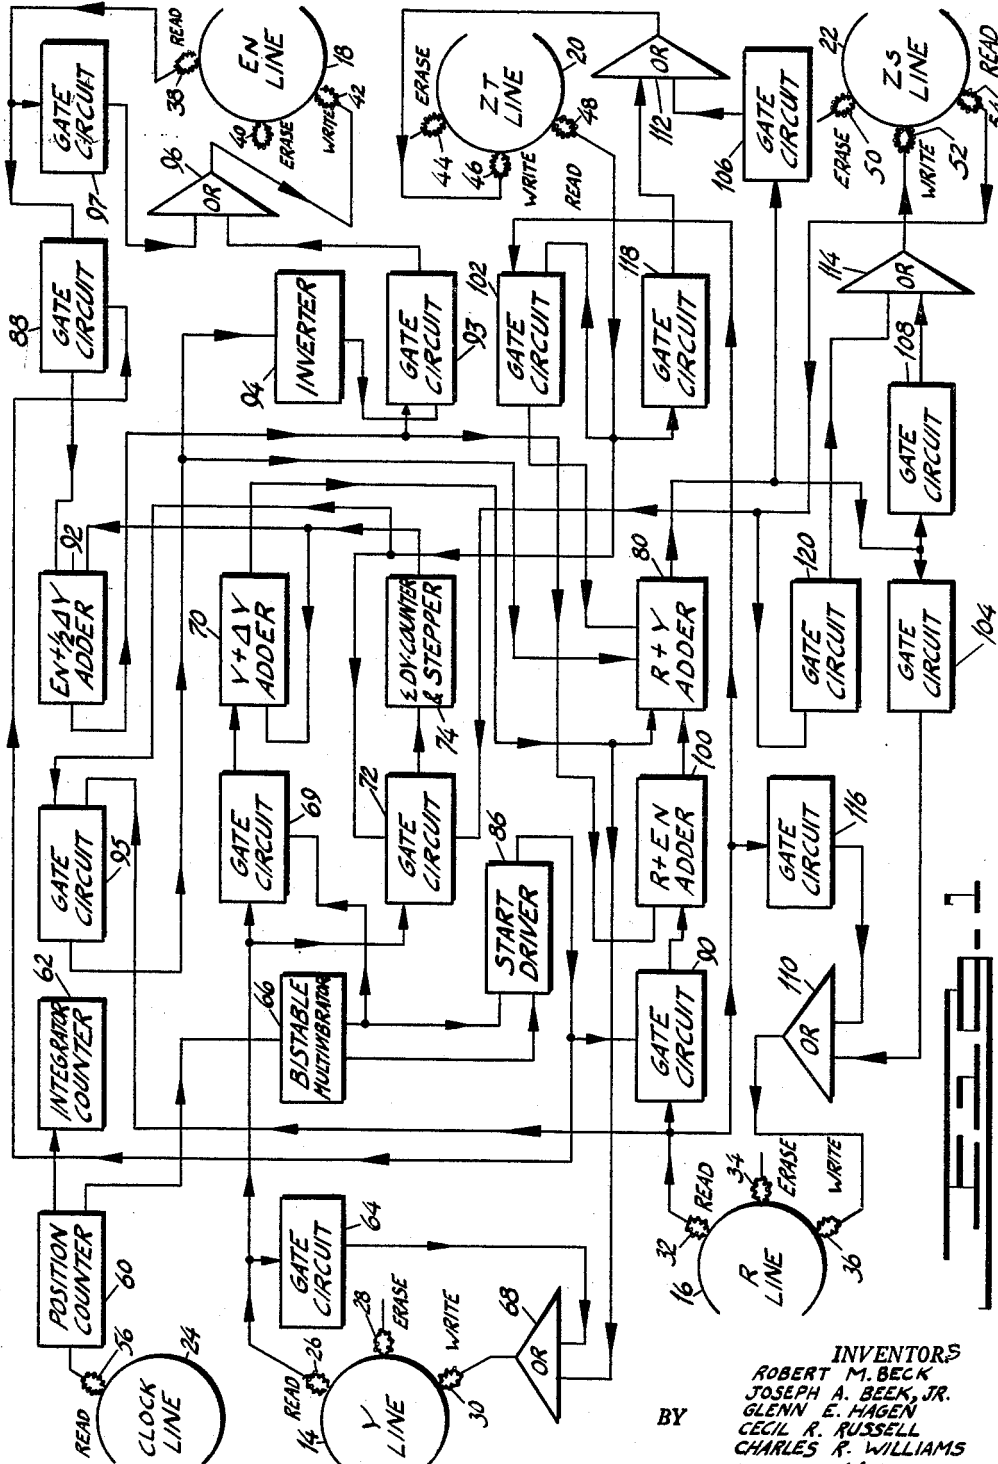 READ
38
EN
LINE
18
42
WRITE
40
ERASE
GATE
CIRCUIT
97
96
OR
ERASE
44
ZT
LINE
20
48
46
WRITE
READ
OR
112
GATE
CIRCUIT
106
22
ZS
LINE
READ
ERASE
50
WRITE
52
GATE
CIRCUIT
88
INVERTER
94
GATE
CIRCUIT
93
102
GATE
CIRCUIT
118
GATE
CIRCUIT
114
OR
108
GATE
CIRCUIT
EN+½ΔY
ADDER
92
70
Y+ΔY
ADDER
ΣDY-COUNTER
& STEPPER
74
80
R+Y
ADDER
120
GATE
CIRCUIT
GATE
CIRCUIT
104
GATE
CIRCUIT
95
GATE
CIRCUIT
69
72
GATE
CIRCUIT
86
START
DRIVER
100
R+EN
ADDER
GATE
CIRCUIT
116
62
INTEGRATOR
COUNTER
66
BISTABLE
MULTIVIBRATOR
90
GATE
CIRCUIT
110
OR
POSITION
COUNTER
60
56
READ
CLOCK
LINE
24
GATE
CIRCUIT
64
READ
26
28
ERASE
WRITE
30
14
Y
LINE
68
OR
32
READ
34
ERASE
WRITE
36
16
R
LINE
INVENTORS
ROBERT M. BECK
JOSEPH A. BEEK, JR.
GLENN E. HAGEN
CECIL R. RUSSELL
CHARLES R. WILLIAMS
BY